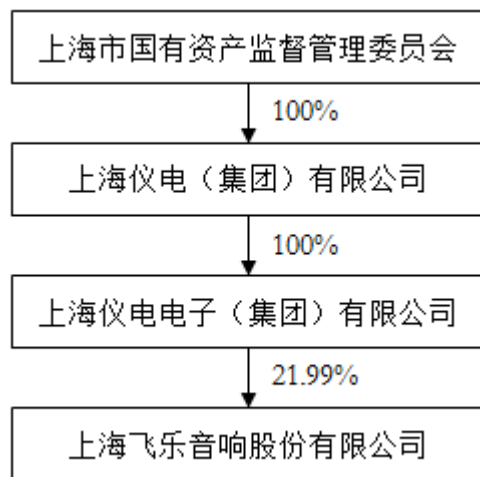 上海市国有资产监督管理委员会
100%
上海仪电（集团）有限公司
100%
上海仪电电子（集团）有限公司
21.99%
上海飞乐音响股份有限公司